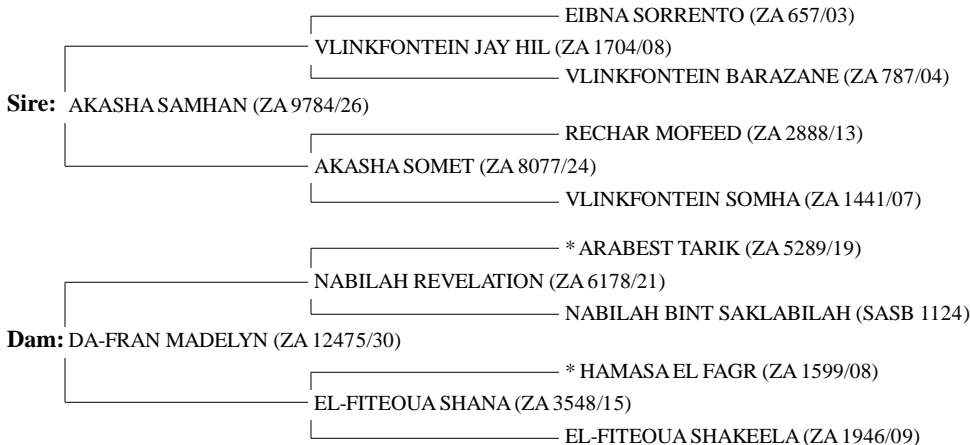 EIBNA SORRENTO (ZA 657/03)
VLINKFONTEIN JAY HIL (ZA 1704/08)
VLINKFONTEIN BARAZANE (ZA 787/04)
Sire: AKASHA SAMHAN (ZA 9784/26)
RECHAR MOFEED (ZA 2888/13)
AKASHA SOMET (ZA 8077/24)
VLINKFONTEIN SOMHA (ZA 1441/07)
* ARABEST TARIK (ZA 5289/19)
NABILAH REVELATION (ZA 6178/21)
NABILAH BINT SAKLABILAH (SASB 1124)
Dam: DA-FRAN MADELYN (ZA 12475/30)
* HAMASA EL FAGR (ZA 1599/08)
EL-FITEOUA SHANA (ZA 3548/15)
EL-FITEOUA SHAKEELA (ZA 1946/09)